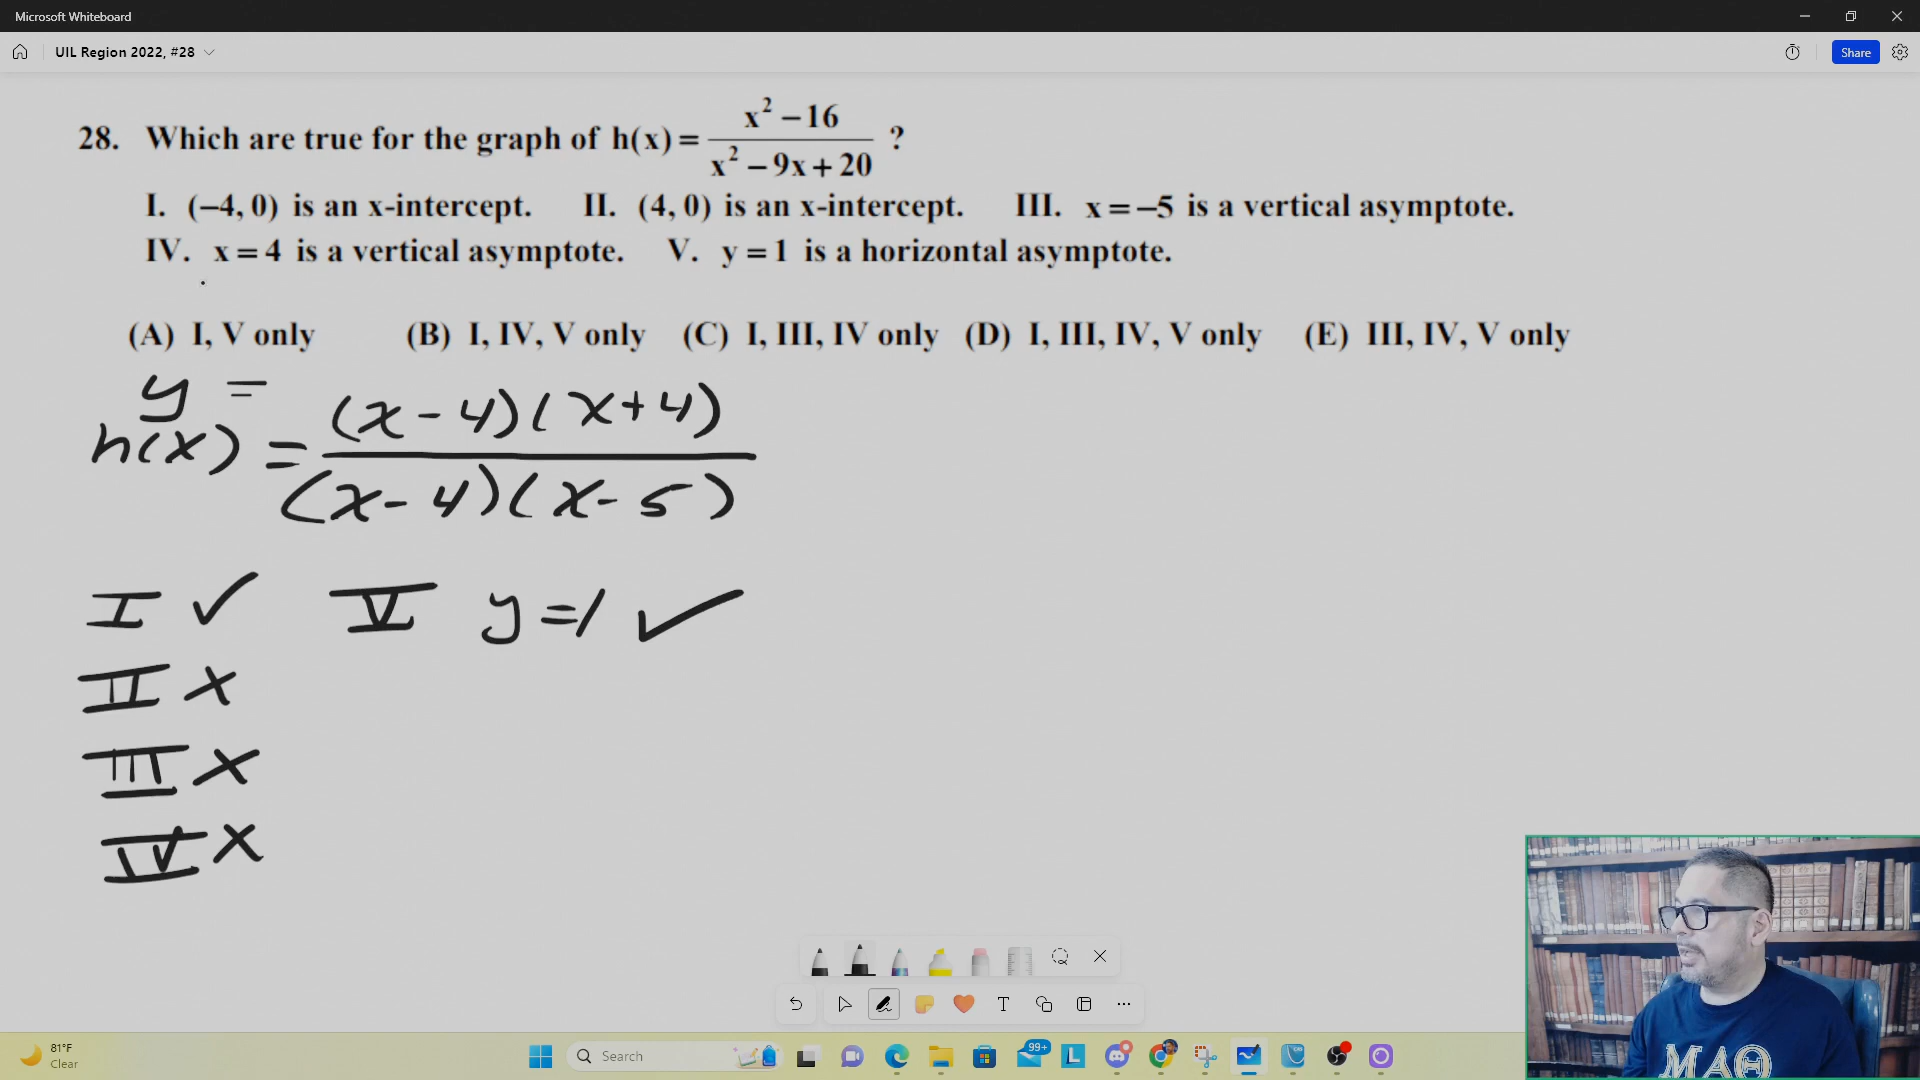 Microsoft Whiteboard
UIL Region 2022, #28
Share
28. Which are true for the graph of h(x) = (x² − 16)/(x² − 9x + 20) ?
I. (−4, 0) is an x-intercept. II. (4, 0) is an x-intercept. III. x = −5 is a vertical asymptote.
IV. x = 4 is a vertical asymptote. V. y = 1 is a horizontal asymptote.
(A) I, V only (B) I, IV, V only (C) I, III, IV only (D) I, III, IV, V only (E) III, IV, V only
y =
h(x) = (x - 4)(x + 4)
(x - 4)(x - 5)
I ✓ V y = 1 ✓
II X
III X
IV X
T
ΜΑΘ
81°F
Clear
Search
99+
L